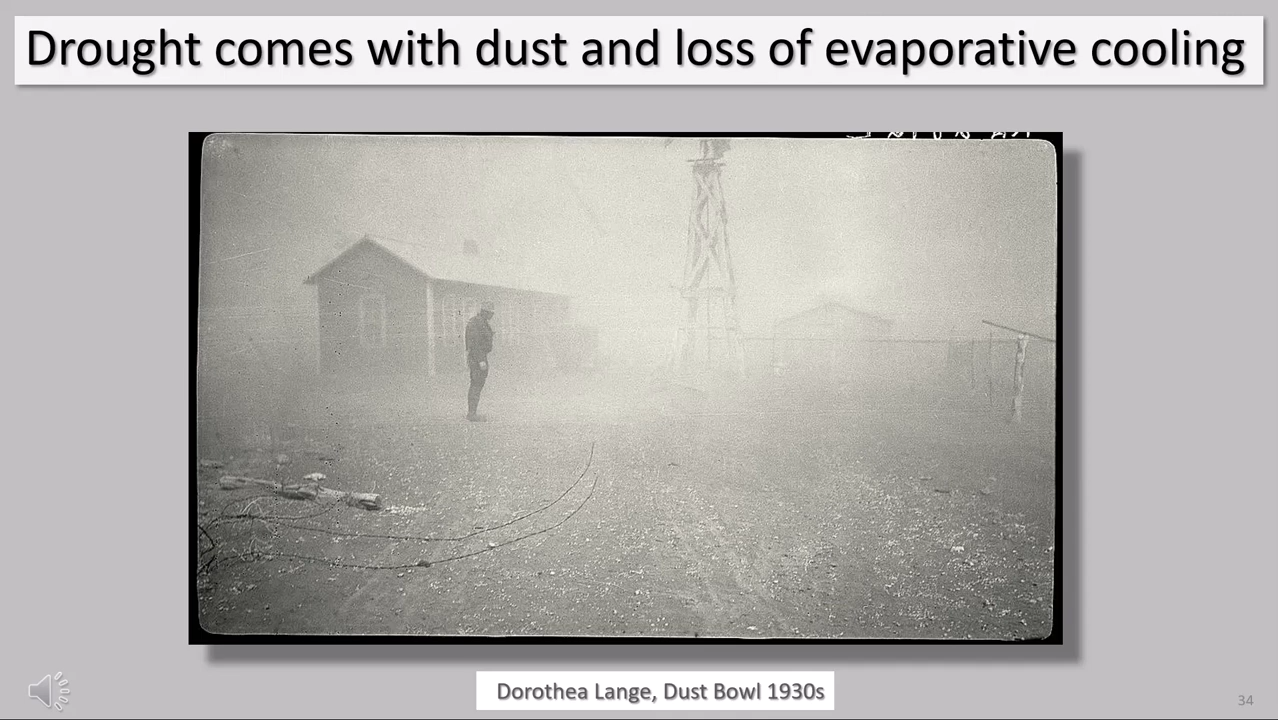 Drought comes with dust and loss of evaporative cooling
Dorothea Lange, Dust Bowl 1930s
34